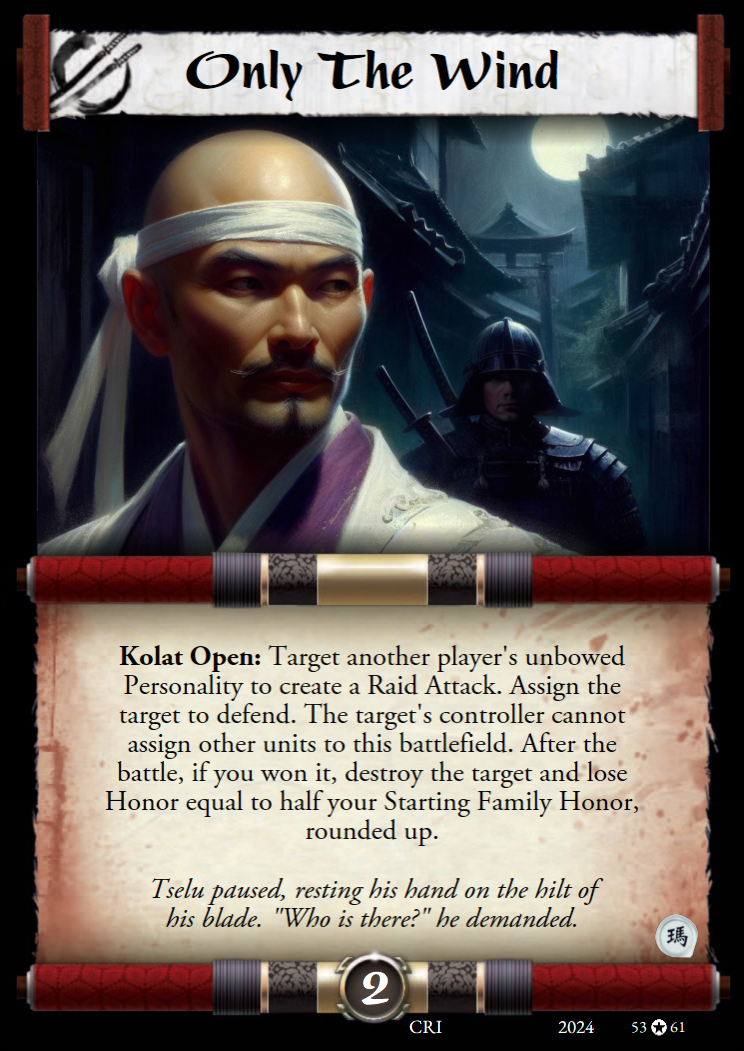 Only The Wind
Kolat Open: Target another player's unbowed
Personality to create a Raid Attack. Assign the
target to defend. The target's controller cannot
assign other units to this battlefield. After the
battle, if you won it, destroy the target and lose
Honor equal to half your Starting Family Honor,
rounded up.
Tselu paused, resting his hand on the hilt of
his blade. "Who is there?" he demanded.
瑪
2
CRI 2024 53 ✪ 61